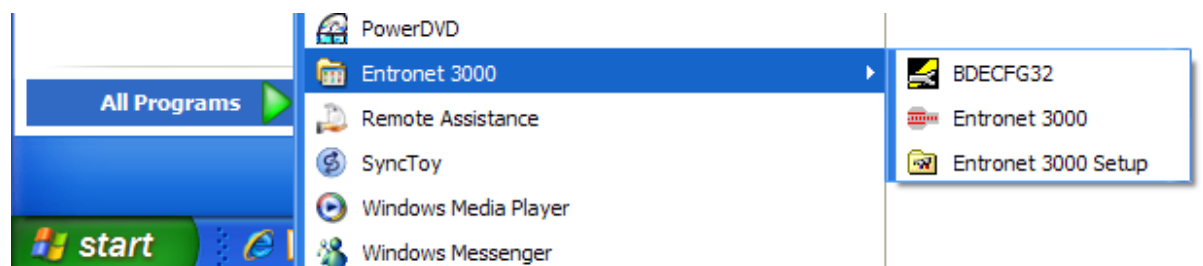 PowerDVD
Entronet 3000
BDECFG32
All Programs
Remote Assistance
Entronet 3000
SyncToy
Entronet 3000 Setup
Windows Media Player
start
Windows Messenger